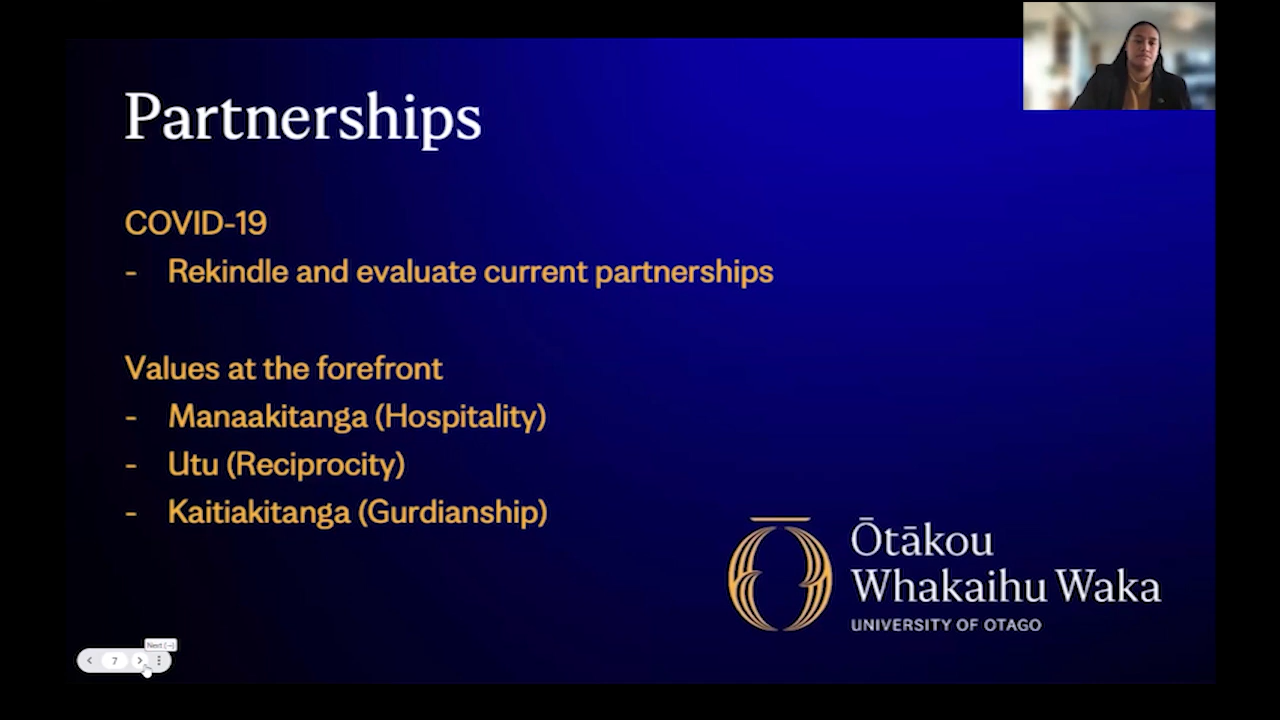 Partnerships
COVID-19
- Rekindle and evaluate current partnerships
Values at the forefront
- Manaakitanga (Hospitality)
- Utu (Reciprocity)
- Kaitiakitanga (Gurdianship)
Ōtākou
Whakaihu Waka
UNIVERSITY OF OTAGO
Next (→)
7